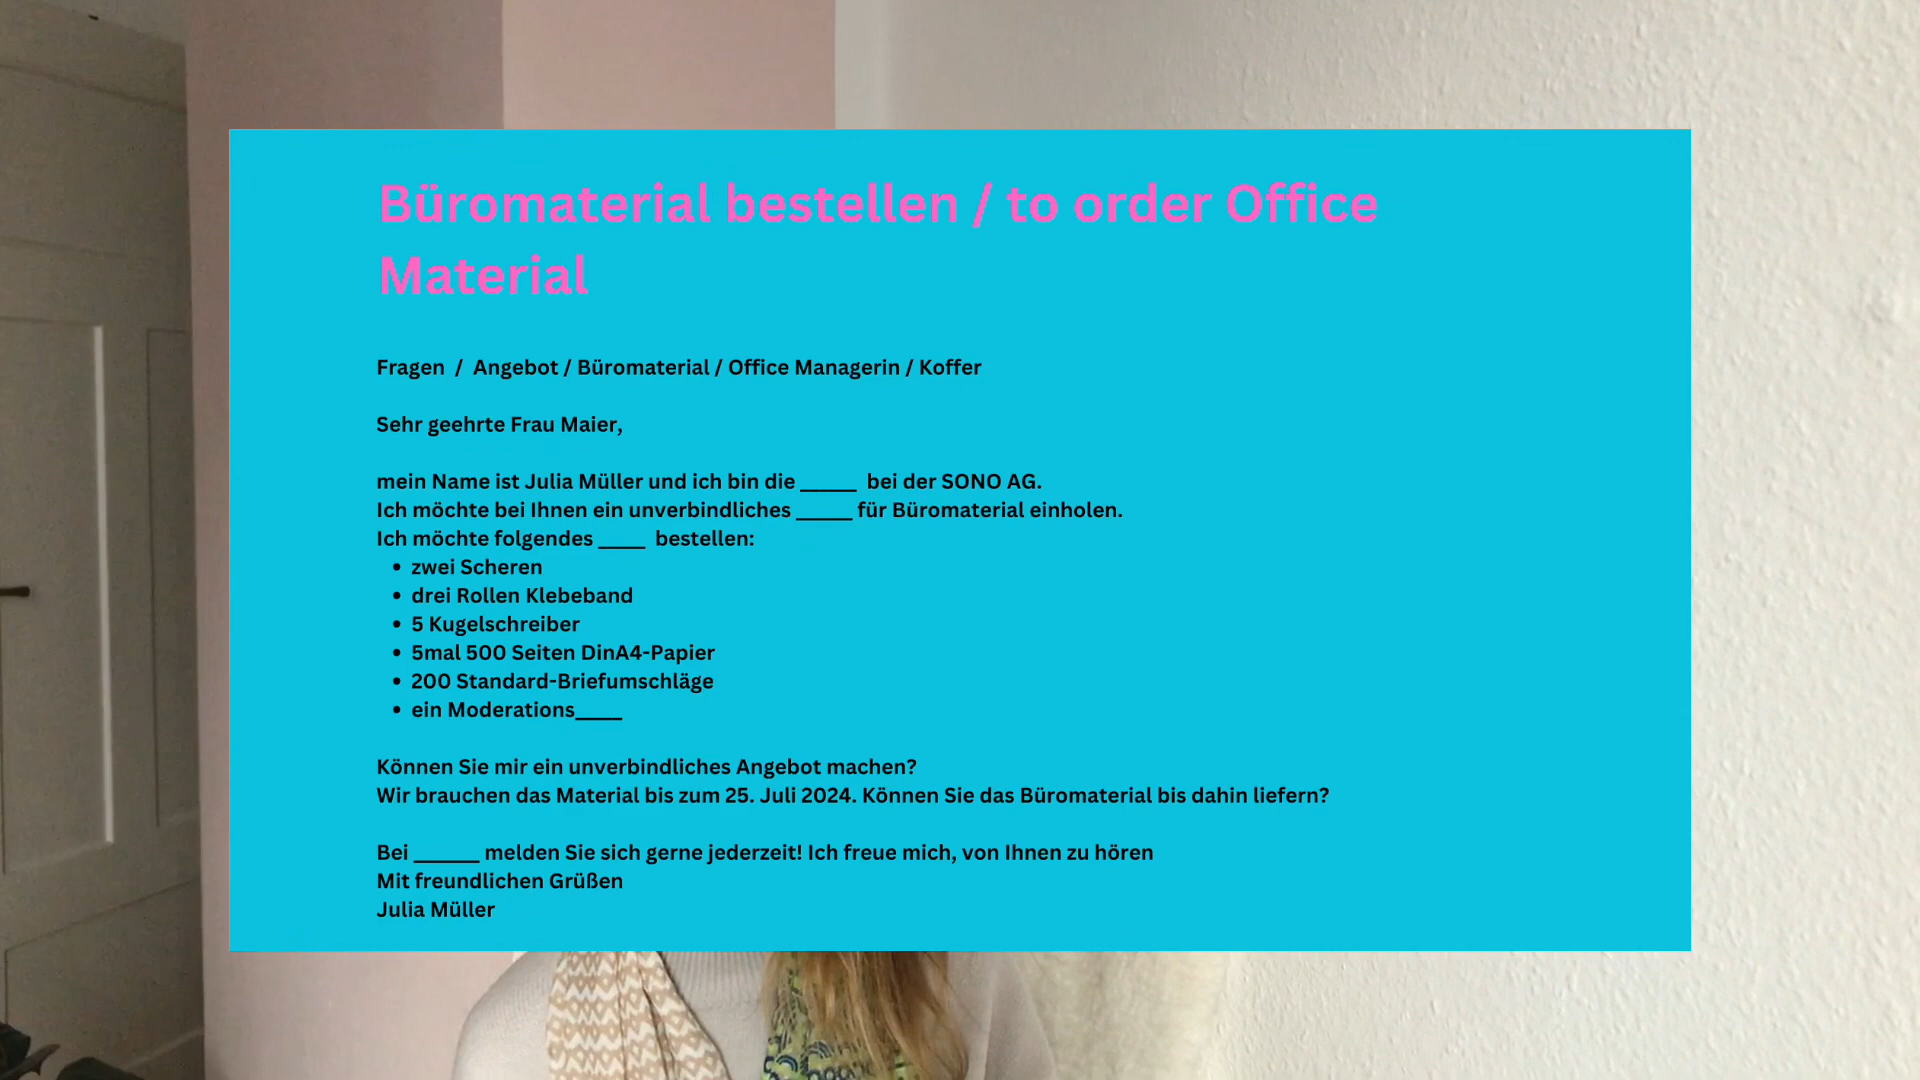 Büromaterial bestellen / to order Office
Material
Fragen / Angebot / Büromaterial / Office Managerin / Koffer
Sehr geehrte Frau Maier,
mein Name ist Julia Müller und ich bin die _____ bei der SONO AG.
Ich möchte bei Ihnen ein unverbindliches _____ für Büromaterial einholen.
Ich möchte folgendes ____ bestellen:
• zwei Scheren
• drei Rollen Klebeband
• 5 Kugelschreiber
• 5mal 500 Seiten DinA4-Papier
• 200 Standard-Briefumschläge
• ein Moderations____
Können Sie mir ein unverbindliches Angebot machen?
Wir brauchen das Material bis zum 25. Juli 2024. Können Sie das Büromaterial bis dahin liefern?
Bei ______ melden Sie sich gerne jederzeit! Ich freue mich, von Ihnen zu hören
Mit freundlichen Grüßen
Julia Müller